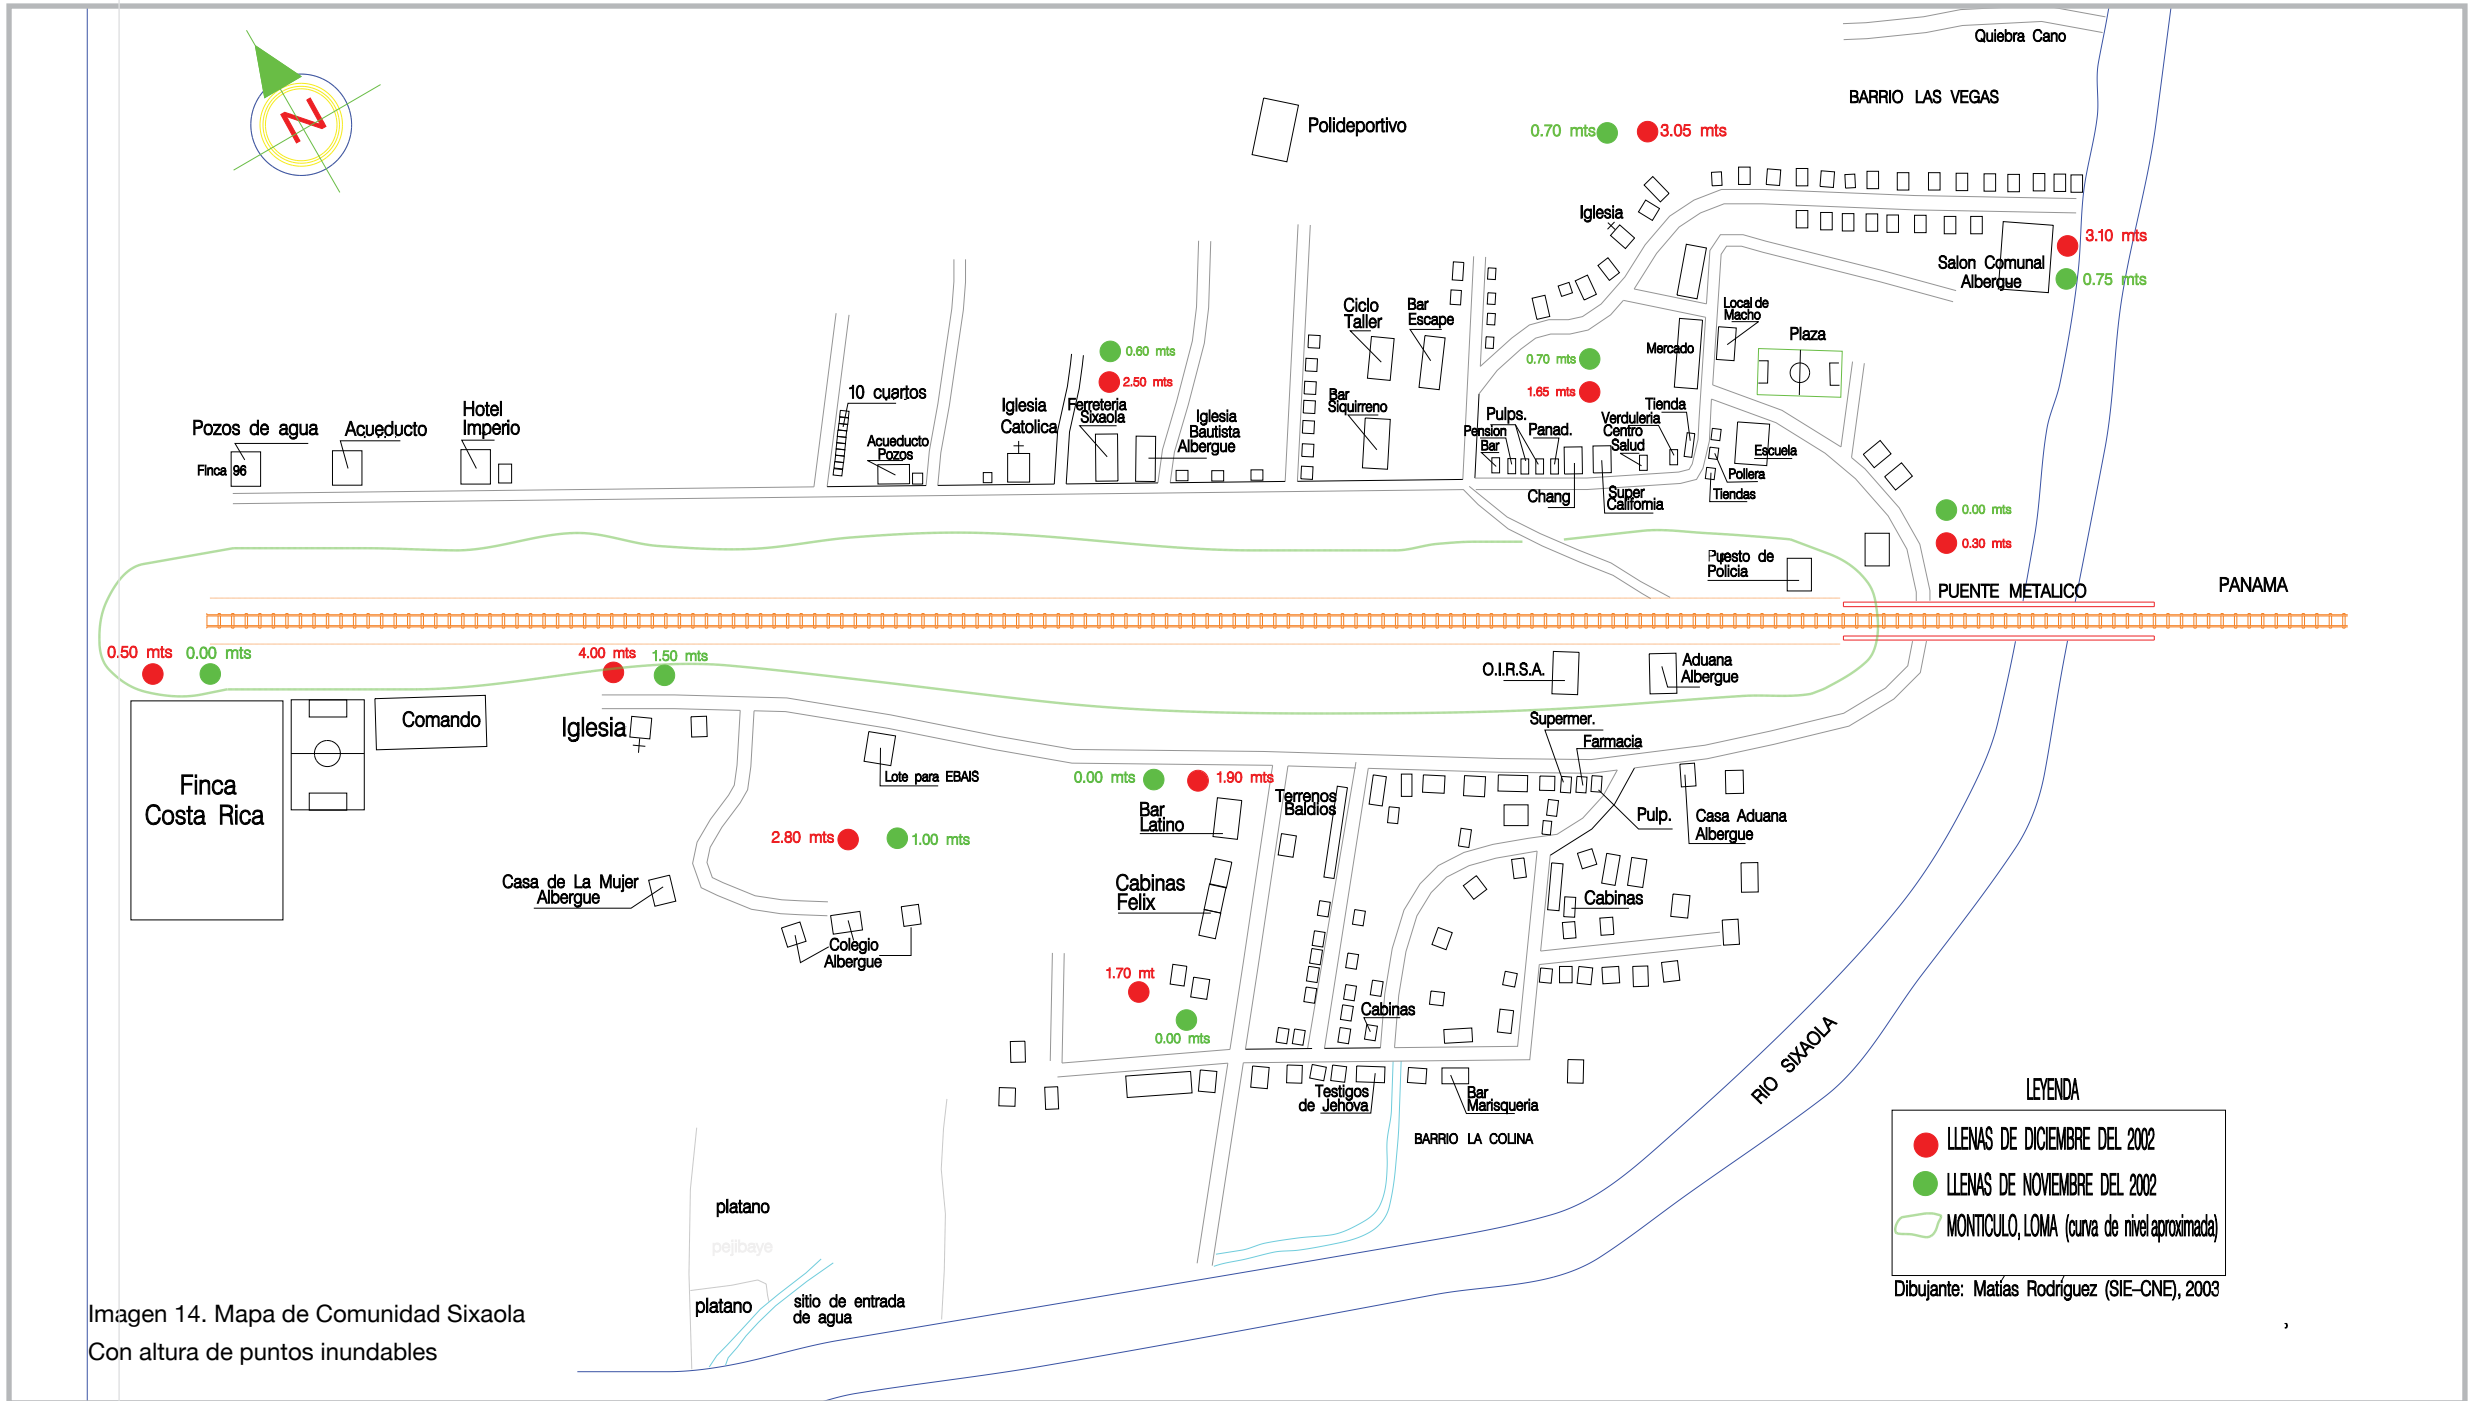 Quiebra Cano
BARRIO LAS VEGAS
N
Polideportivo
0.70 mts
3.05 mts
Iglesia
3.10 mts
Salon Comunal
Albergue
0.75 mts
Ciclo
Taller
Bar
Escape
Local de
Macho
Plaza
Mercado
0.60 mts
2.50 mts
0.70 mts
1.65 mts
10 cuartos
Hotel
Imperio
Pozos de agua
Acueducto
Finca 96
Acueducto
Pozos
Iglesia
Catolica
Ferreteria
Sixaola
Iglesia
Bautista
Albergue
Bar
Siquirreno
Pulps.
Pension
Bar
Panad.
Tienda
Verduleria
Centro
Salud
Escuela
Pollera
Tiendas
Chang
Super
California
0.00 mts
0.30 mts
Puesto de
Policia
PUENTE METALICO
PANAMA
0.50 mts
0.00 mts
4.00 mts
1.50 mts
O.I.R.S.A.
Aduana
Albergue
Comando
Iglesia
Finca
Costa Rica
Lote para EBAIS
Supermer.
Farmacia
0.00 mts
1.90 mts
Bar
Latino
Terrenos
Baldios
Pulp.
Casa Aduana
Albergue
2.80 mts
1.00 mts
Casa de La Mujer
Albergue
Cabinas
Felix
Cabinas
Colegio
Albergue
1.70 mt
0.00 mts
Cabinas
Testigos
de Jehova
Bar
Marisqueria
BARRIO LA COLINA
RIO SIXAOLA
platano
pejibaye
platano
sitio de entrada
de agua
LEYENDA
LLENAS DE DICIEMBRE DEL 2002
LLENAS DE NOVIEMBRE DEL 2002
MONTICULO, LOMA (curva de nivel aproximada)
Dibujante: Matías Rodríguez (SIE-CNE), 2003
Imagen 14. Mapa de Comunidad Sixaola
Con altura de puntos inundables